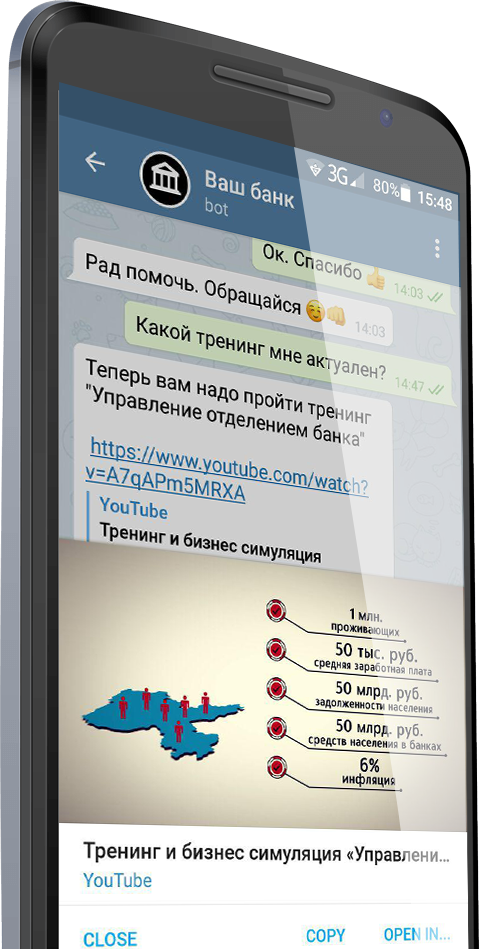 3G 80% 15:48
Ваш банк
bot
Ок. Спасибо 👍 14:03
Рад помочь. Обращайся ☺️👊 14:03
Какой тренинг мне актуален? 14:47
Теперь вам надо пройти тренинг
"Управление отделением банка"
https://www.youtube.com/watch?
v=A7qAPm5MRXA
YouTube
Тренинг и бизнес симуляция
1 млн.
проживающих
50 тыс. руб.
средняя заработная плата
50 млрд. руб.
задолженности населения
50 млрд. руб.
средств населения в банках
6%
инфляция
Тренинг и бизнес симуляция «Управлени...
YouTube
CLOSE COPY OPEN IN...